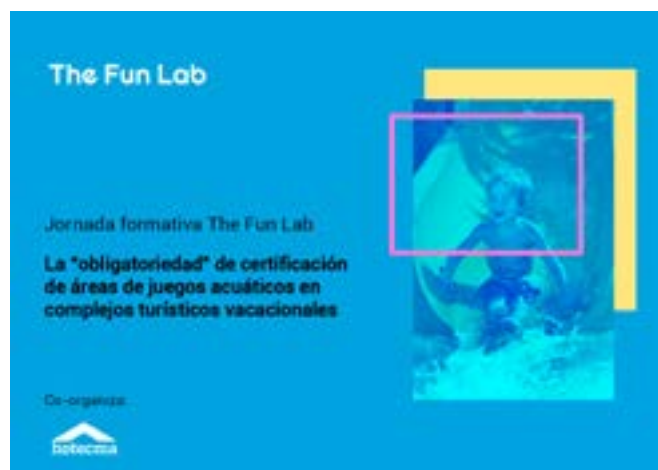 The Fun Lab
Jornada formativa The Fun Lab
La "obligatoriedad" de certificación
de áreas de juegos acuáticos en
complejos turísticos vacacionales
Co-organiza:
hotecma